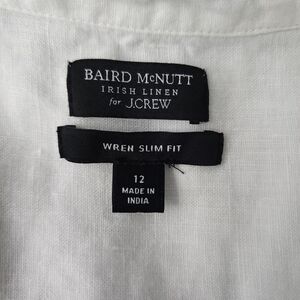 BAIRD McNUTT
IRISH LINEN
for J.CREW
WREN SLIM FIT
12
MADE IN
INDIA